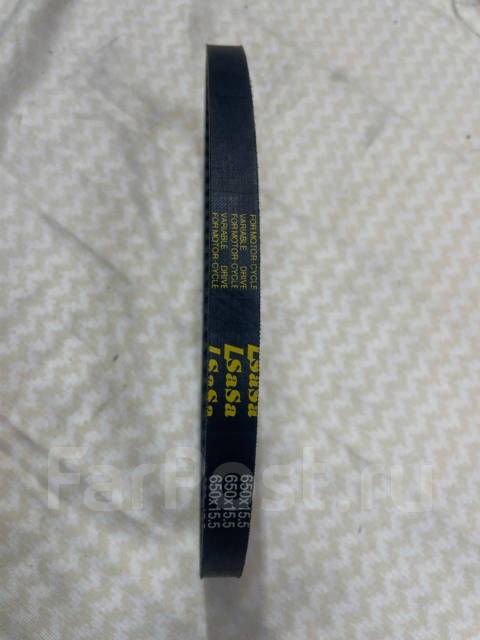 FOR MOTOR-CYCLE
VARIABLE DRIVE
FOR MOTOR-CYCLE
VARIABLE DRIVE
FOR MOTOR-CYCLE
LSaSa
LSaSa
LSaSa
650x15.5
650x15.5
650x15.5
FarPost.ru